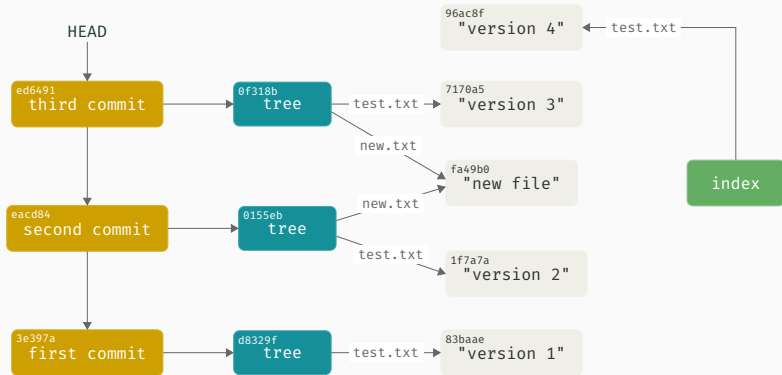 96ac8f
"version 4"
test.txt
HEAD
ed6491
third commit
0f318b
tree
test.txt
7170a5
"version 3"
new.txt
fa49b0
"new file"
index
new.txt
eacd84
second commit
0155eb
tree
test.txt
1f7a7a
"version 2"
3e397a
first commit
d8329f
tree
test.txt
83baae
"version 1"